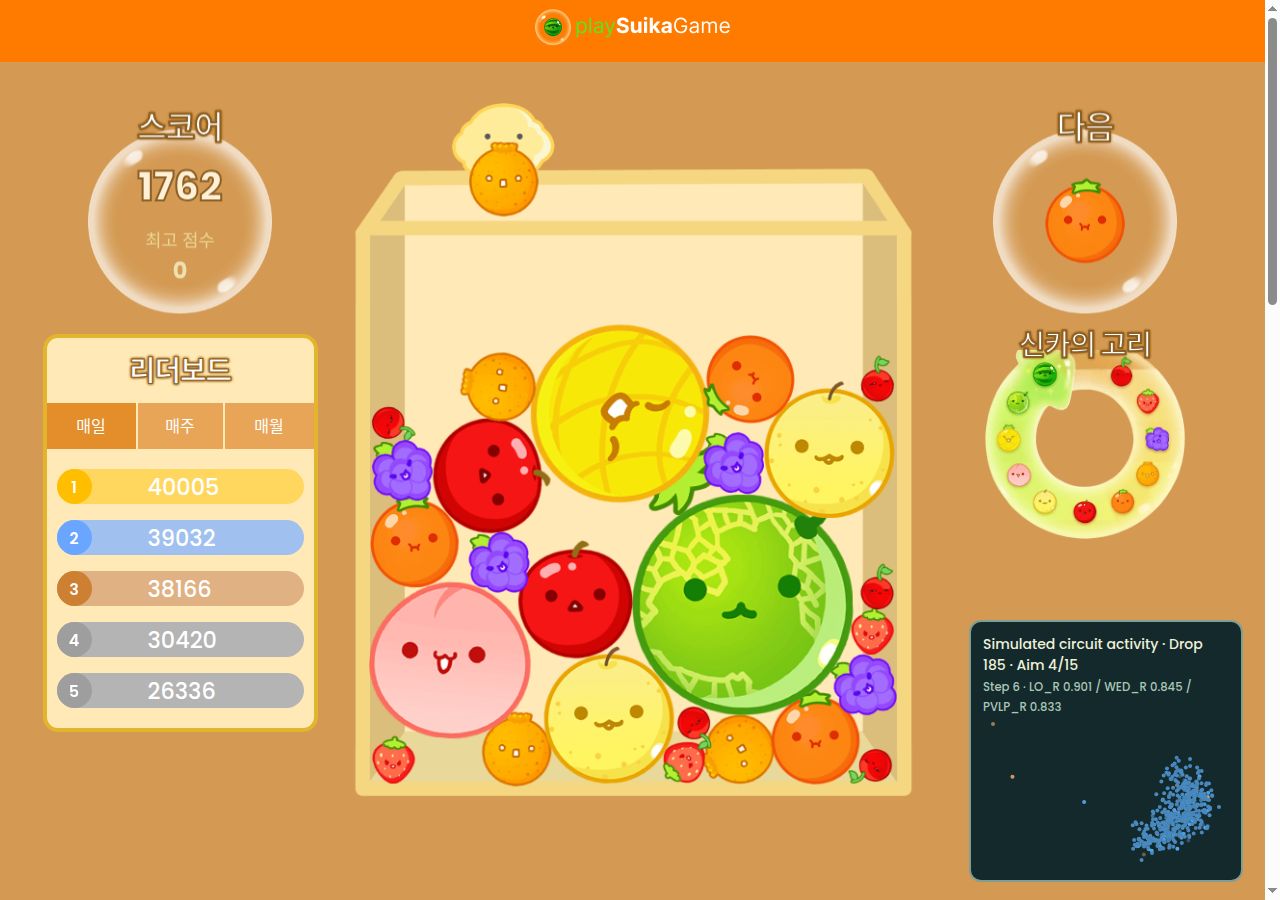 playSuikaGame
스코어
1762
최고 점수
0
다음
신카의 고리
리더보드
매일 매주 매월
1 40005
2 39032
3 38166
4 30420
5 26336
Simulated circuit activity · Drop
185 · Aim 4/15
Step 6 · LO_R 0.901 / WED_R 0.845 /
PVLP_R 0.833